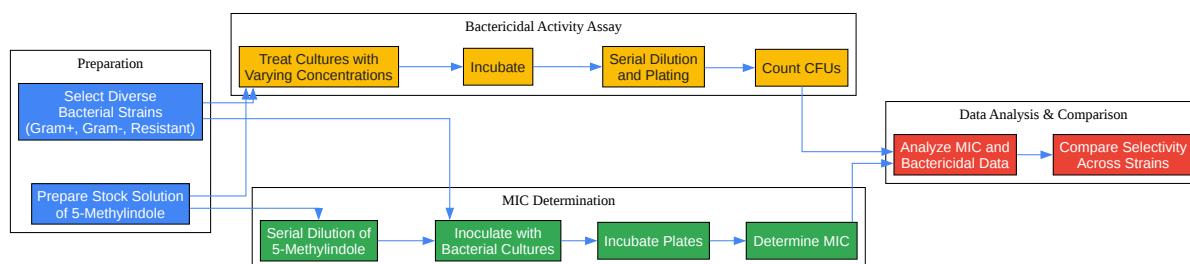 Preparation
Select Diverse
Bacterial Strains
(Gram+, Gram-, Resistant)
Prepare Stock Solution
of 5-Methylindole
Bactericidal Activity Assay
Treat Cultures with
Varying Concentrations
Incubate
Serial Dilution
and Plating
Count CFUs
MIC Determination
Serial Dilution of
5-Methylindole
Inoculate with
Bacterial Cultures
Incubate Plates
Determine MIC
Data Analysis & Comparison
Analyze MIC and
Bactericidal Data
Compare Selectivity
Across Strains